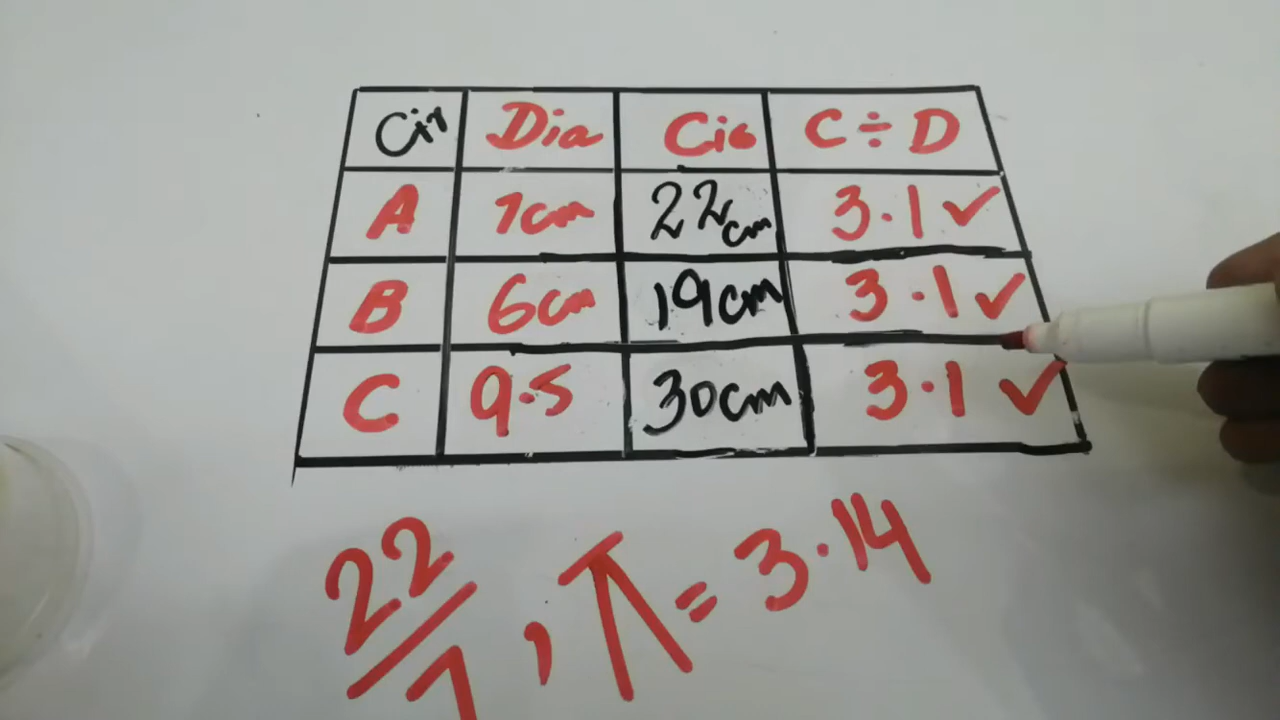 Cir Dia Cic C÷D
A 7cm 22cm 3.1✓
B 6cm 19cm 3.1✓
C 9.5 30cm 3.1✓
22/7, π=3.14